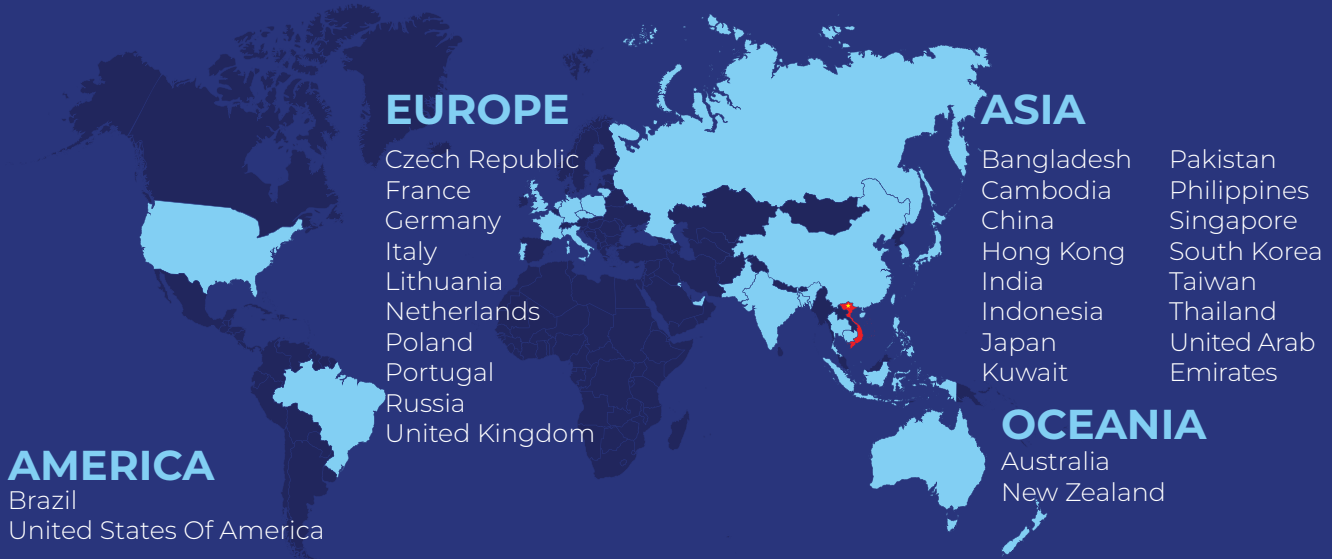 EUROPE
Czech Republic
France
Germany
Italy
Lithuania
Netherlands
Poland
Portugal
Russia
United Kingdom
ASIA
Bangladesh
Cambodia
China
Hong Kong
India
Indonesia
Japan
Kuwait
Pakistan
Philippines
Singapore
South Korea
Taiwan
Thailand
United Arab
Emirates
OCEANIA
Australia
New Zealand
AMERICA
Brazil
United States Of America